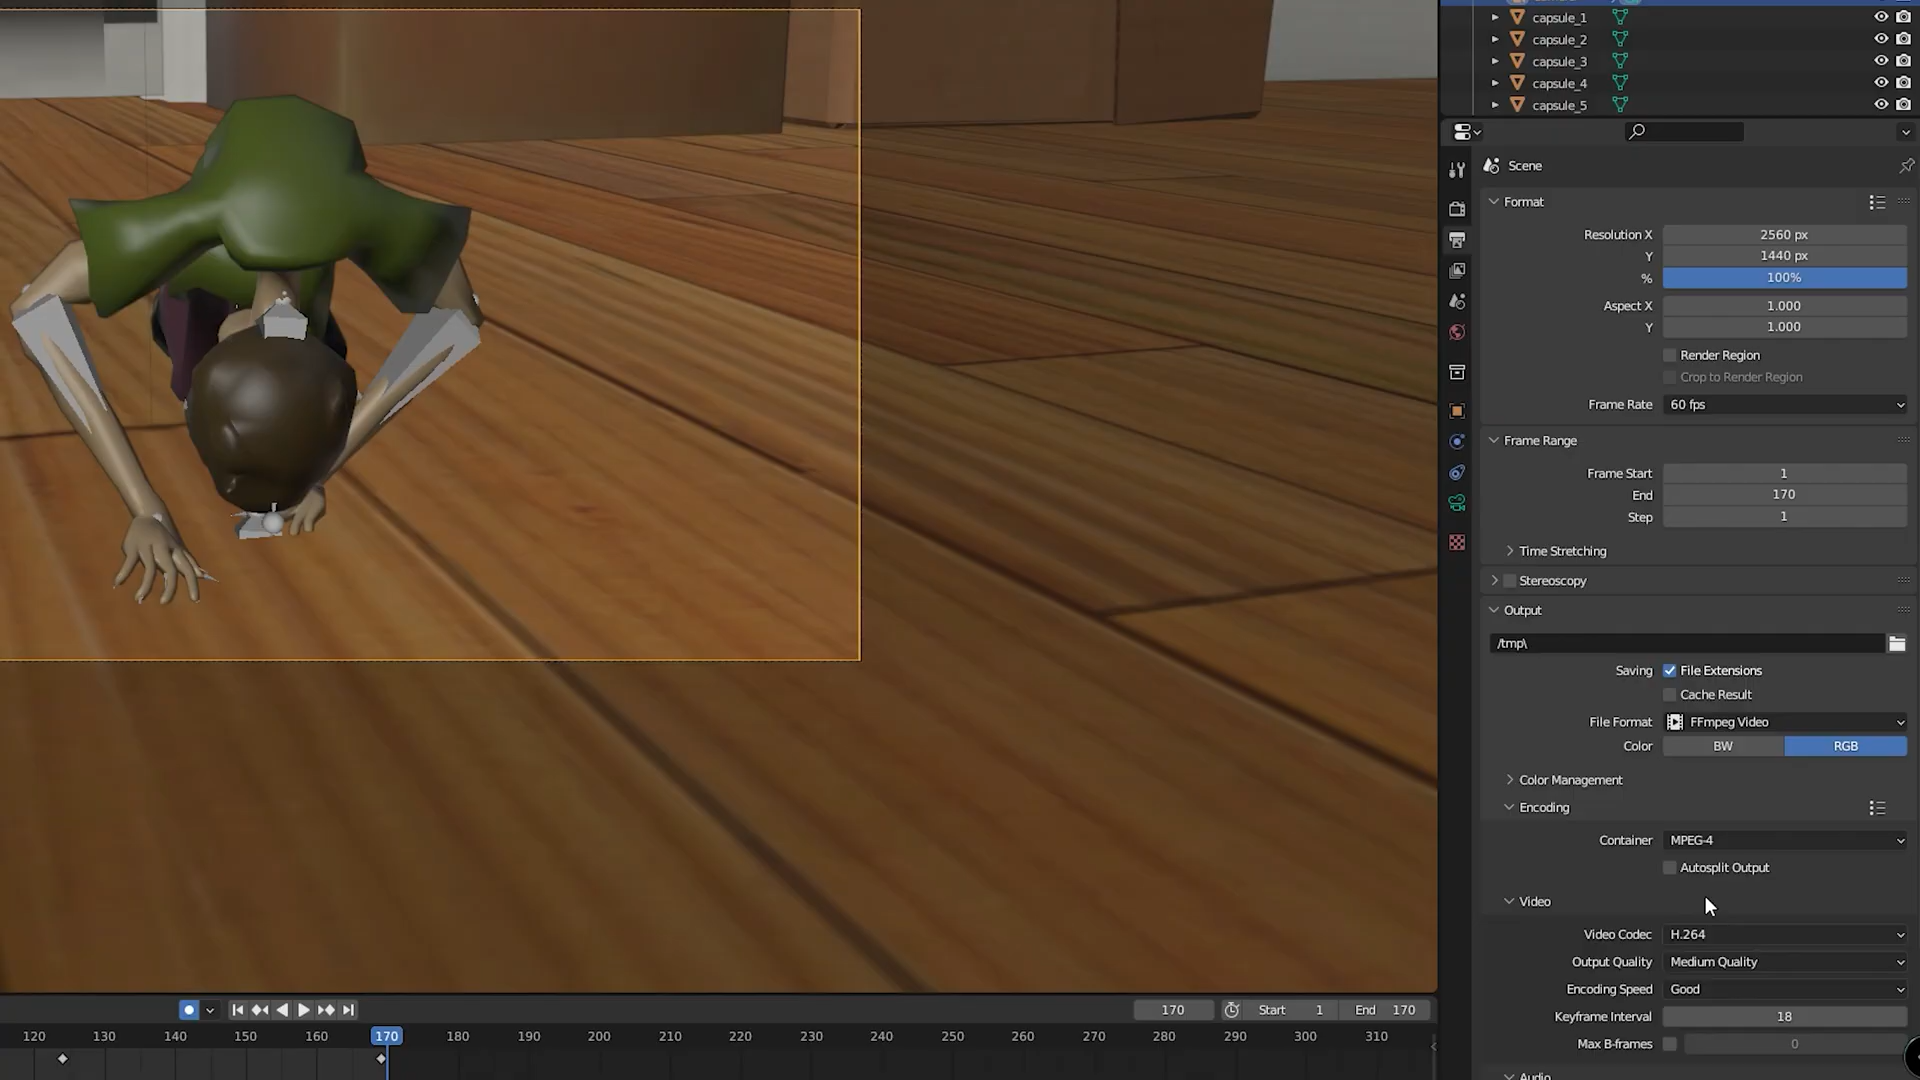 capsule_1
capsule_2
capsule_3
capsule_4
capsule_5
Scene
Format
Resolution X 2560 px
Y 1440 px
% 100%
Aspect X 1.000
Y 1.000
Render Region
Crop to Render Region
Frame Rate 60 fps
Frame Range
Frame Start 1
End 170
Step 1
Time Stretching
Stereoscopy
Output
/tmp\
Saving File Extensions
Cache Result
File Format FFmpeg Video
Color BW RGB
Color Management
Encoding
Container MPEG-4
Autosplit Output
Video
Video Codec H.264
Output Quality Medium Quality
Encoding Speed Good
Keyframe Interval 18
Max B-frames 0
Audio
170 Start 1 End 170
120 130 140 150 160 170 180 190 200 210 220 230 240 250 260 270 280 290 300 310